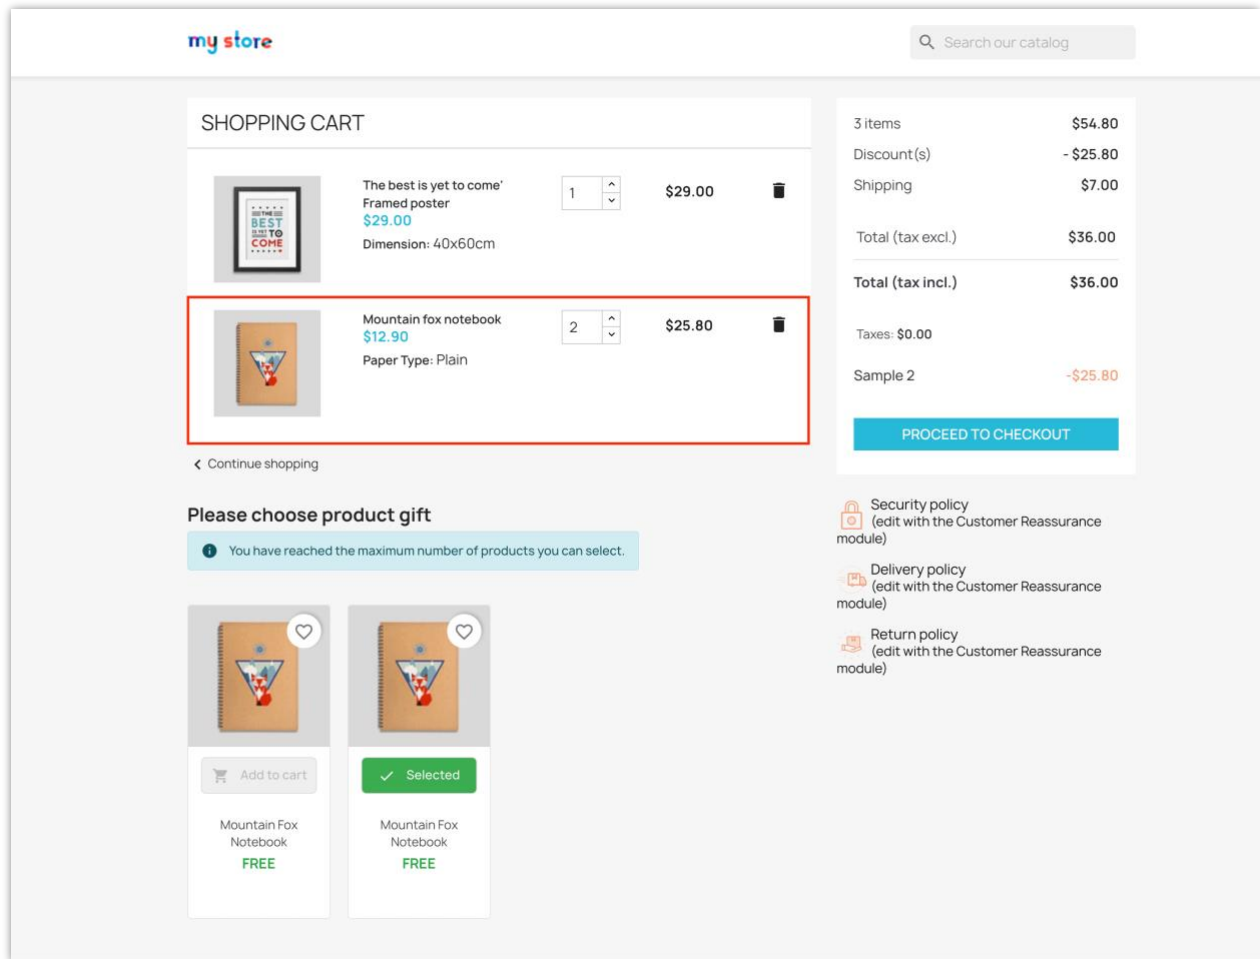 my store
Search our catalog
SHOPPING CART
THE
BEST
IS YET TO
COME
The best is yet to come'
Framed poster
$29.00
Dimension: 40x60cm
1
$29.00
Mountain fox notebook
$12.90
Paper Type: Plain
2
$25.80
Continue shopping
3 items $54.80
Discount(s) - $25.80
Shipping $7.00
Total (tax excl.) $36.00
Total (tax incl.) $36.00
Taxes: $0.00
Sample 2 -$25.80
PROCEED TO CHECKOUT
Security policy
(edit with the Customer Reassurance
module)
Delivery policy
(edit with the Customer Reassurance
module)
Return policy
(edit with the Customer Reassurance
module)
Please choose product gift
You have reached the maximum number of products you can select.
Add to cart
Mountain Fox
Notebook
FREE
Selected
Mountain Fox
Notebook
FREE